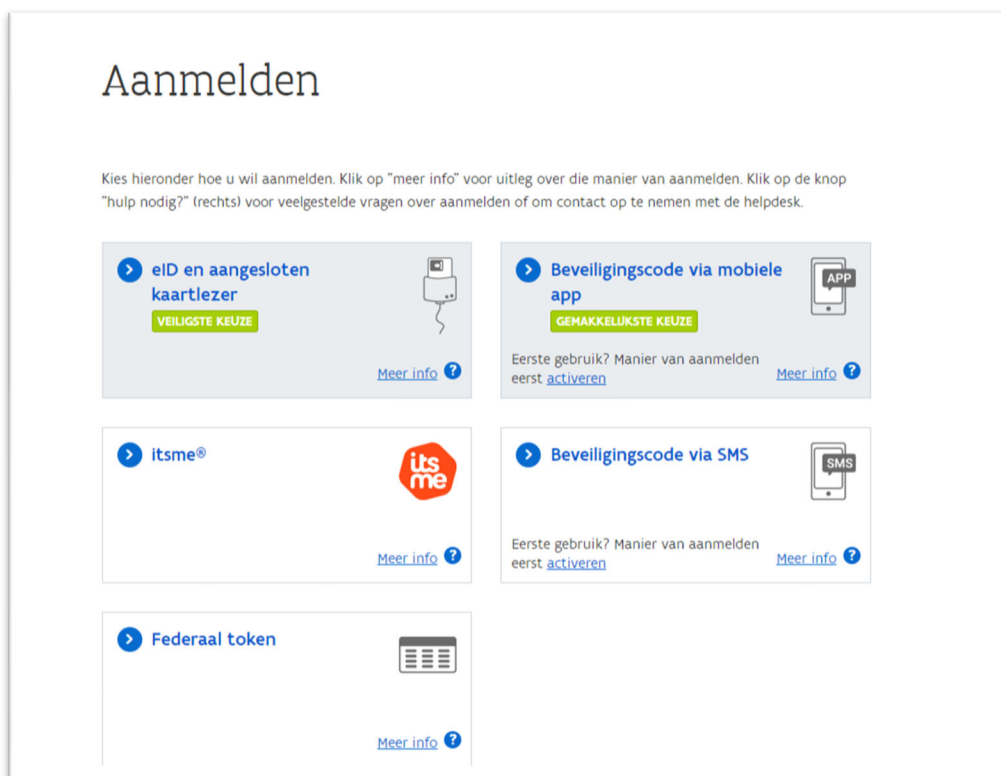 Aanmelden
Kies hieronder hoe u wil aanmelden. Klik op "meer info" voor uitleg over die manier van aanmelden. Klik op de knop
"hulp nodig?" (rechts) voor veelgestelde vragen over aanmelden of om contact op te nemen met de helpdesk.
eID en aangesloten
kaartlezer
VEILIGSTE KEUZE
Meer info ?
Beveiligingscode via mobiele
app
APP
GEMAKKELIJKSTE KEUZE
Eerste gebruik? Manier van aanmelden
eerst activeren
Meer info ?
itsme®
its
me
Meer info ?
Beveiligingscode via SMS
SMS
Eerste gebruik? Manier van aanmelden
eerst activeren
Meer info ?
Federaal token
Meer info ?